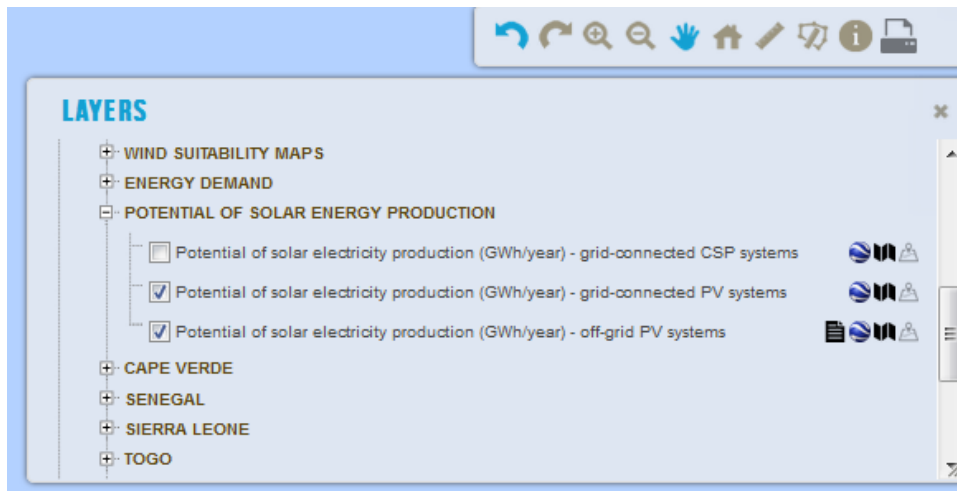 LAYERS
WIND SUITABILITY MAPS
ENERGY DEMAND
POTENTIAL OF SOLAR ENERGY PRODUCTION
Potential of solar electricity production (GWh/year) - grid-connected CSP systems
Potential of solar electricity production (GWh/year) - grid-connected PV systems
Potential of solar electricity production (GWh/year) - off-grid PV systems
CAPE VERDE
SENEGAL
SIERRA LEONE
TOGO